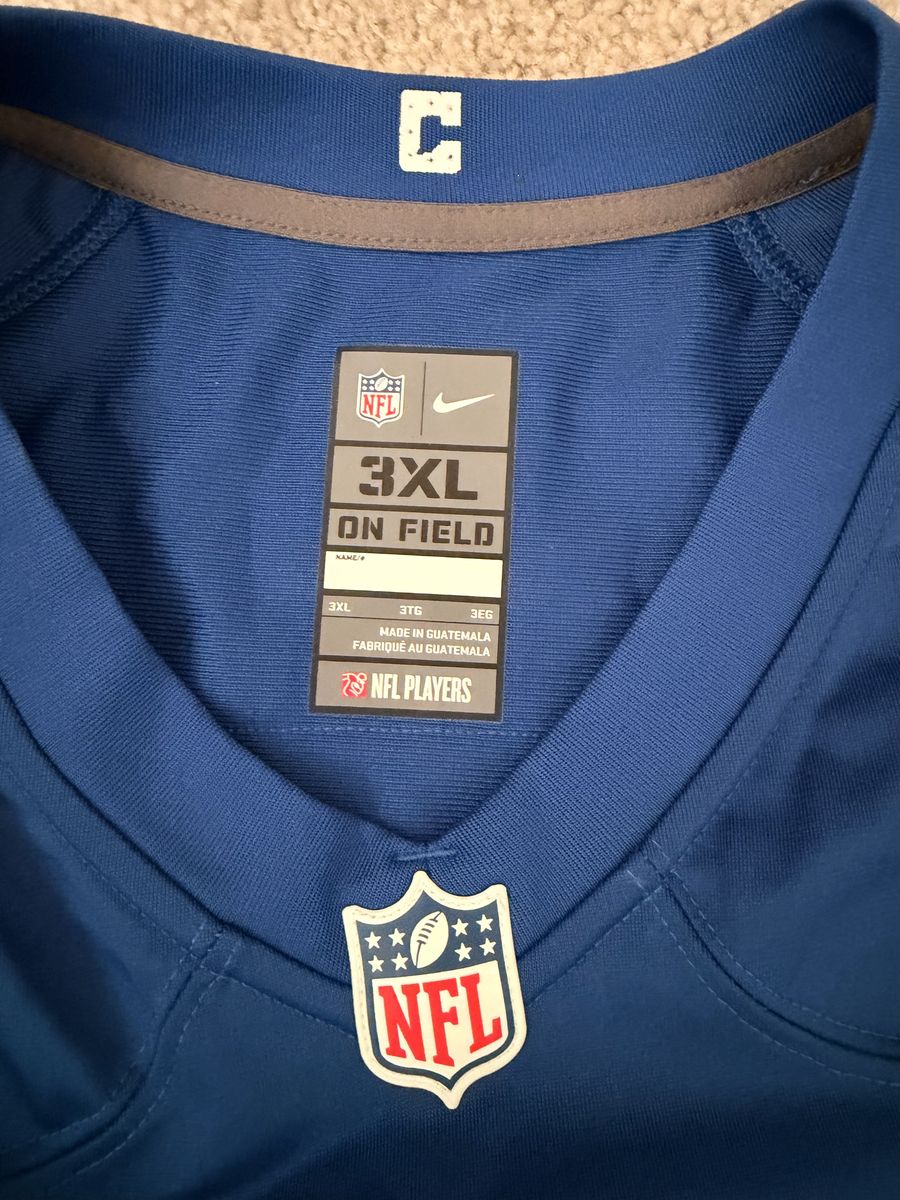 C
NFL
3XL
ON FIELD
NAME/#
3XL 3TG 3EG
MADE IN GUATEMALA
FABRIQUÉ AU GUATEMALA
NFL PLAYERS
NFL